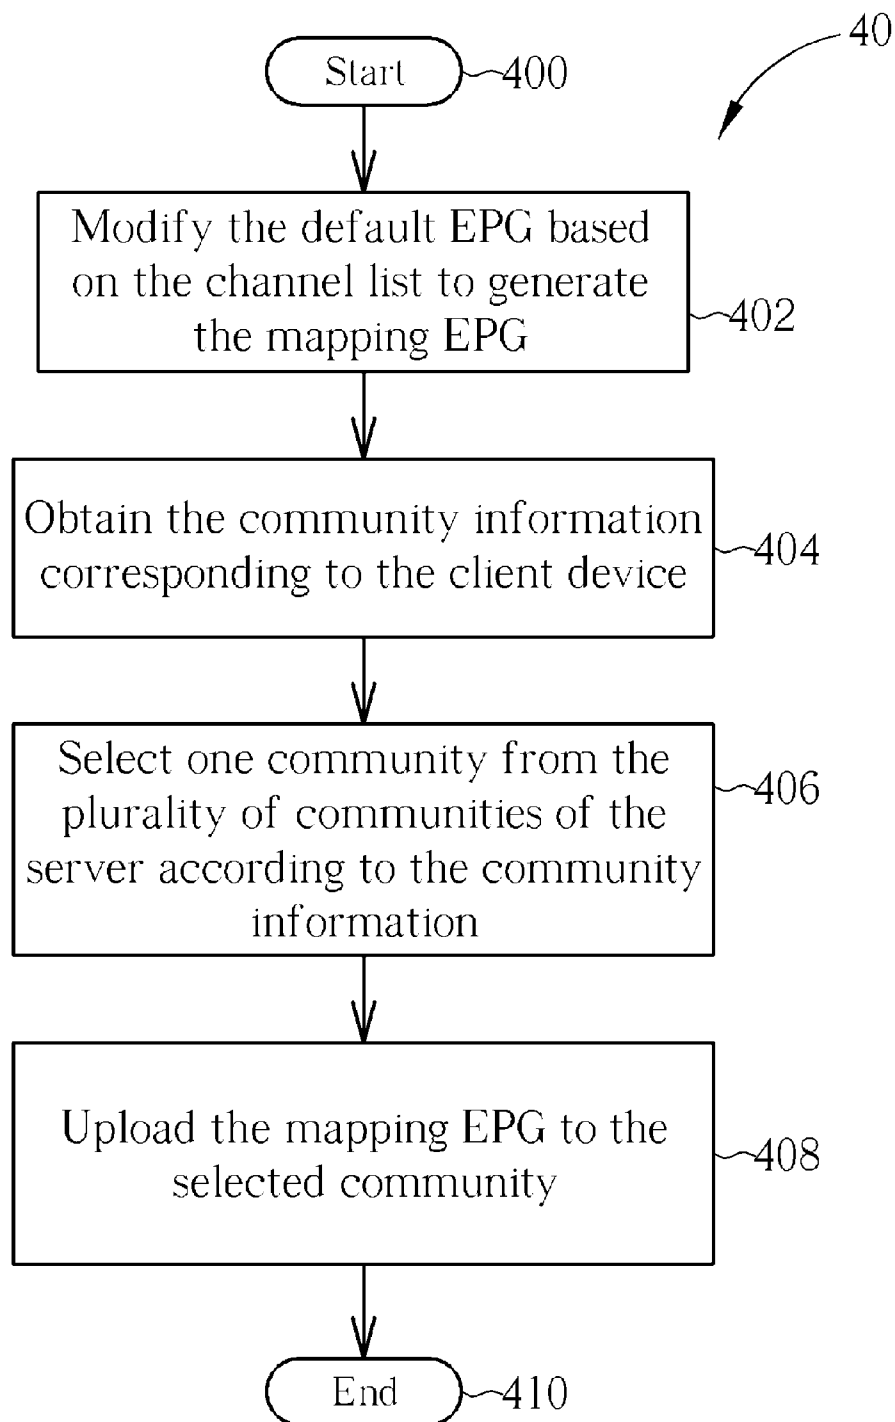 40
Start
400
Modify the default EPG based
on the channel list to generate
the mapping EPG
402
Obtain the community information
corresponding to the client device
404
Select one community from the
plurality of communities of the
server according to the community
information
406
Upload the mapping EPG to the
selected community
408
End
410